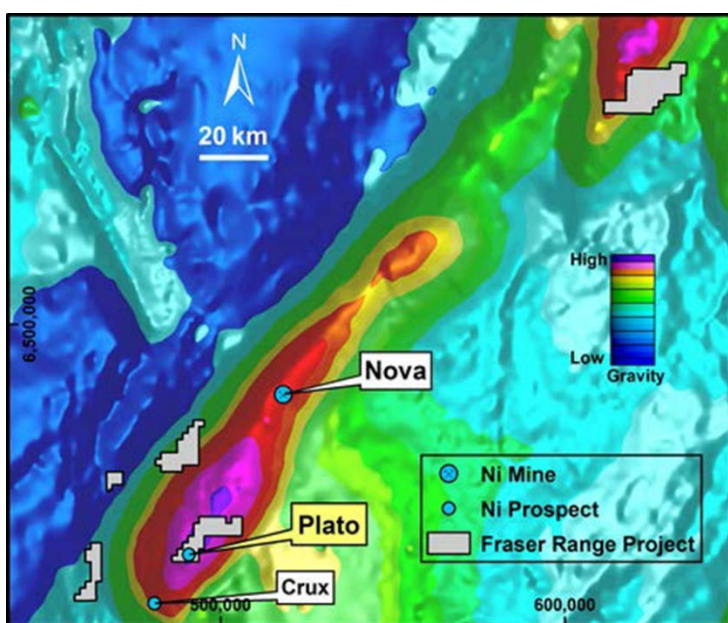 N
20 km
High
6,500,000
Low
Gravity
Nova
Ni Mine
Ni Prospect
Fraser Range Project
Plato
Crux
500,000
600,000